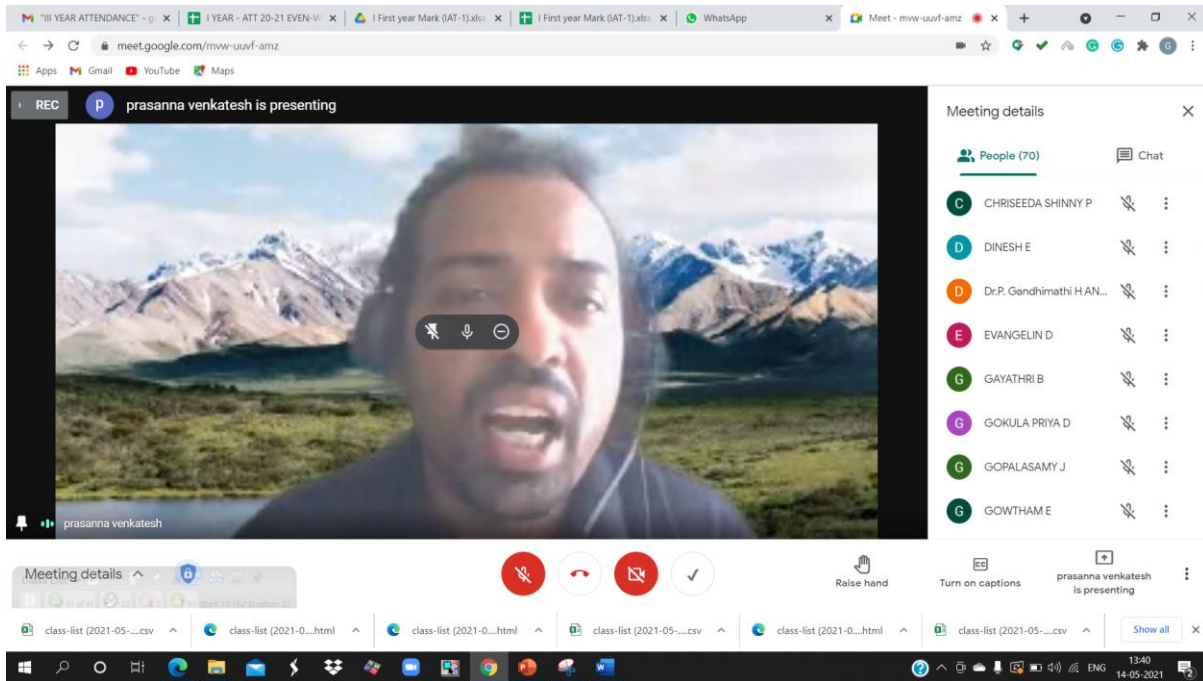 "III YEAR ATTENDANCE" - g
I YEAR - ATT 20-21 EVEN-W
I First year Mark (IAT-1).xlsx
I First year Mark (IAT-1).xlsx
WhatsApp
Meet - mvw-uuvf-amz
meet.google.com/mvw-uuvf-amz
G
Apps
Gmail
YouTube
Maps
REC
p
prasanna venkatesh is presenting
Meeting details
People (70)
Chat
C CHRISEEDA SHINNY P
D DINESH E
D Dr.P. Gandhimathi H AN...
E EVANGELIN D
G GAYATHRI B
G GOKULA PRIYA D
G GOPALASAMY J
G GOWTHAM E
prasanna venkatesh
Meeting details
Raise hand
Turn on captions
prasanna venkatesh
is presenting
class-list (2021-05-....csv
class-list (2021-0....html
class-list (2021-0....html
class-list (2021-05-....csv
class-list (2021-0....html
class-list (2021-05-....csv
Show all
ENG
13:40
14-05-2021